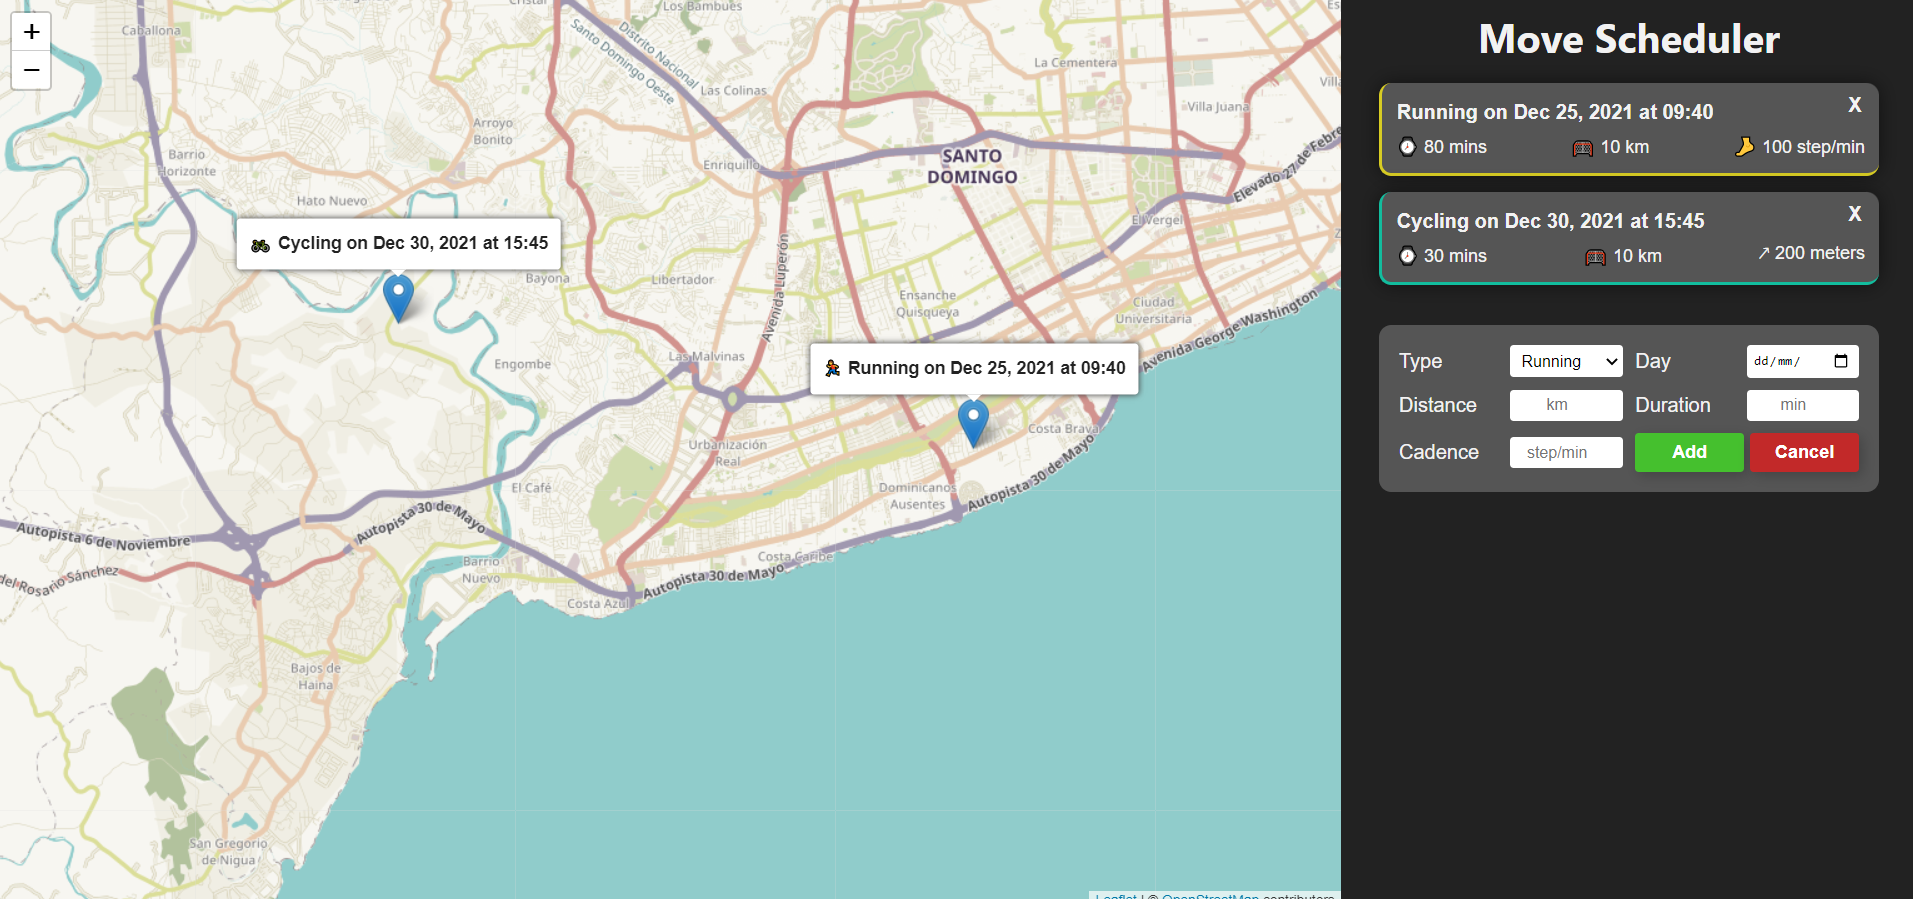 +
−
Caballona
Cristal
Los Bambúes
Distrito Nacional
Santo Domingo Oeste
La Cementera
Las Colinas
Villa Juana
Arroyo
Bonito
Barrio
Horizonte
Enriquillo
SANTO
DOMINGO
Elevado 27 de Febre
Hato Nuevo
El Vergel
Cycling on Dec 30, 2021 at 15:45
Bayona
Libertador
Avenida Luperón
Ensanche
Quisqueya
Ciudad
Universitaria
Avenida George Washington
Engombe
Las Malvinas
Running on Dec 25, 2021 at 09:40
Costa Brava
Urbanización
Real
El Café
Dominicanos
Ausentes
Autopista 30 de Mayo
Autopista 30 de Mayo
Autopista 6 de Noviembre
Costa Caribe
Barrio
Nuevo
del Rosario Sánchez
Autopista 30 de Mayo
Costa Azul
Bajos de
Haina
San Gregorio
de Nigua
Leaflet | © OpenStreetMap contributors
Move Scheduler
Running on Dec 25, 2021 at 09:40
X
80 mins
10 km
100 step/min
Cycling on Dec 30, 2021 at 15:45
X
30 mins
10 km
↗ 200 meters
Type
Running
Day
dd/mm/
Distance
km
Duration
min
Cadence
step/min
Add
Cancel